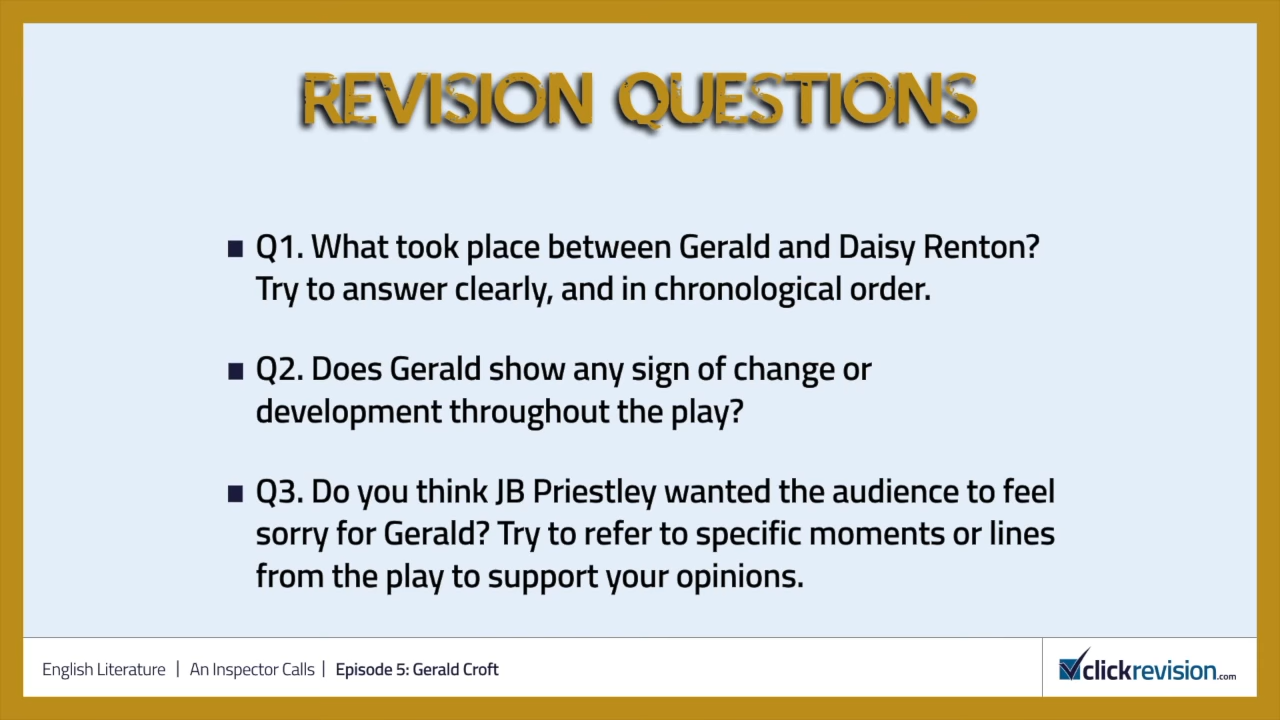 REVISION QUESTIONS
■ Q1. What took place between Gerald and Daisy Renton?
Try to answer clearly, and in chronological order.
■ Q2. Does Gerald show any sign of change or
development throughout the play?
■ Q3. Do you think JB Priestley wanted the audience to feel
sorry for Gerald? Try to refer to specific moments or lines
from the play to support your opinions.
English Literature | An Inspector Calls | Episode 5: Gerald Croft
clickrevision.com